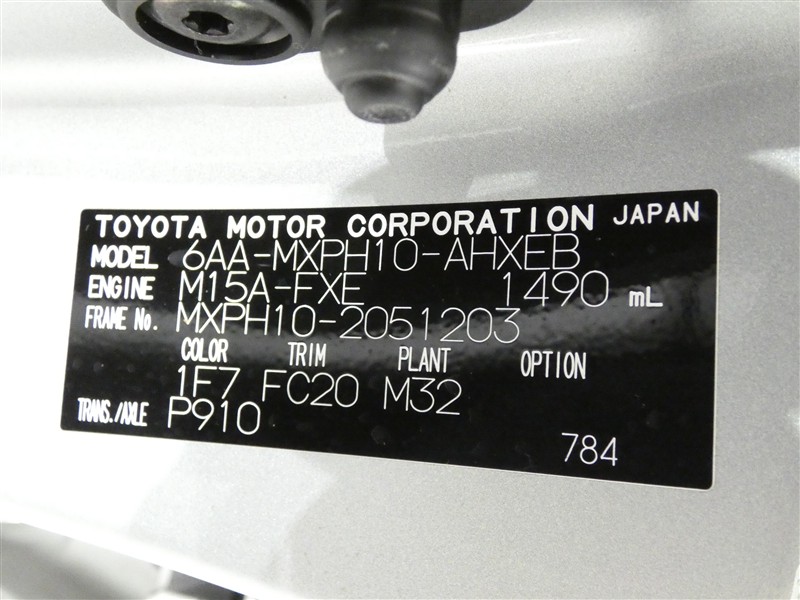 TOYOTA MOTOR CORPORATION JAPAN
MODEL 6AA-MXPH10-AHXEB
ENGINE M15A-FXE 1490 mL
FRAME No. MXPH10-2051203
COLOR TRIM PLANT OPTION
1F7 FC20 M32
TRANS./AXLE P910
784